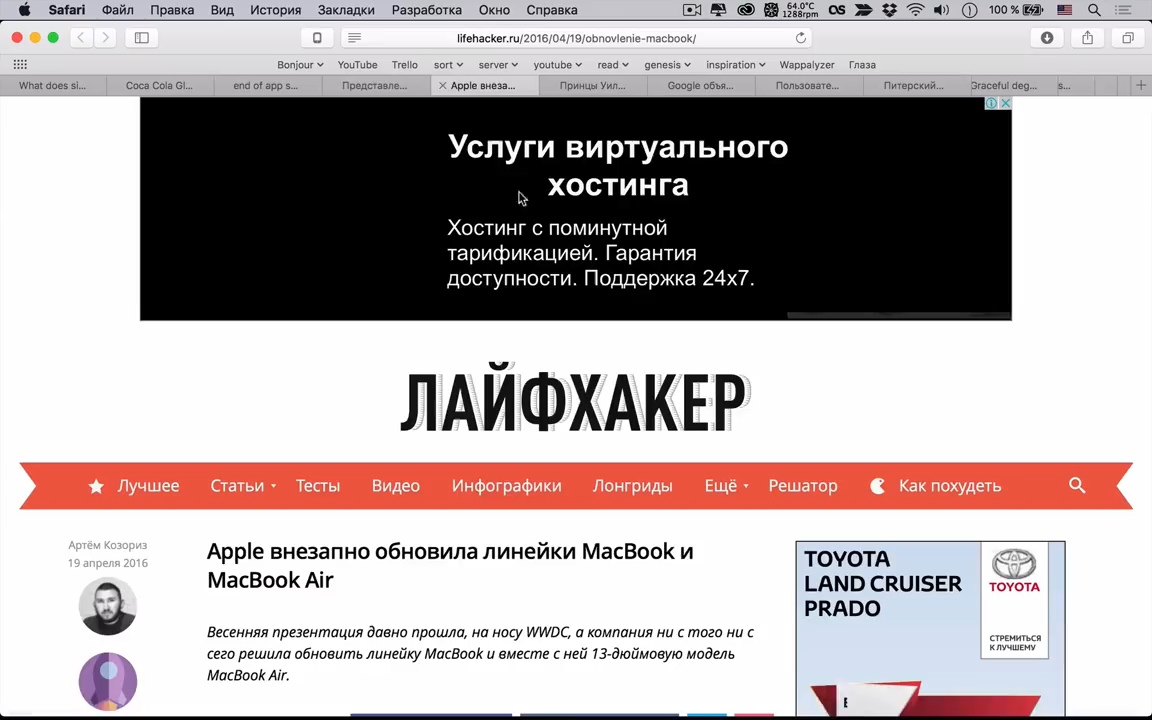 Safari Файл Правка Вид История Закладки Разработка Окно Справка 64.0°C 1288rpm 100 %
lifehacker.ru/2016/04/19/obnovlenie-macbook/
Bonjour YouTube Trello sort server youtube read genesis inspiration Wappalyzer Глаза
What does si... Coca Cola Gl... end of app s... Представле... Apple внеза... Принцы Уил... Google объя... Пользовате... Питерский... Graceful deg... s...
Услуги виртуального
хостинга
Хостинг с поминутной
тарификацией. Гарантия
доступности. Поддержка 24x7.
ЛАЙФХАКЕР
Лучшее Статьи Тесты Видео Инфографики Лонгриды Ещё Решатор Как похудеть
Артём Козориз
19 апреля 2016
Apple внезапно обновила линейки MacBook и
MacBook Air
Весенняя презентация давно прошла, на носу WWDC, а компания ни с того ни с
сего решила обновить линейку MacBook и вместе с ней 13-дюймовую модель
MacBook Air.
TOYOTA
LAND CRUISER
PRADO
TOYOTA
СТРЕМИТЬСЯ
К ЛУЧШЕМУ